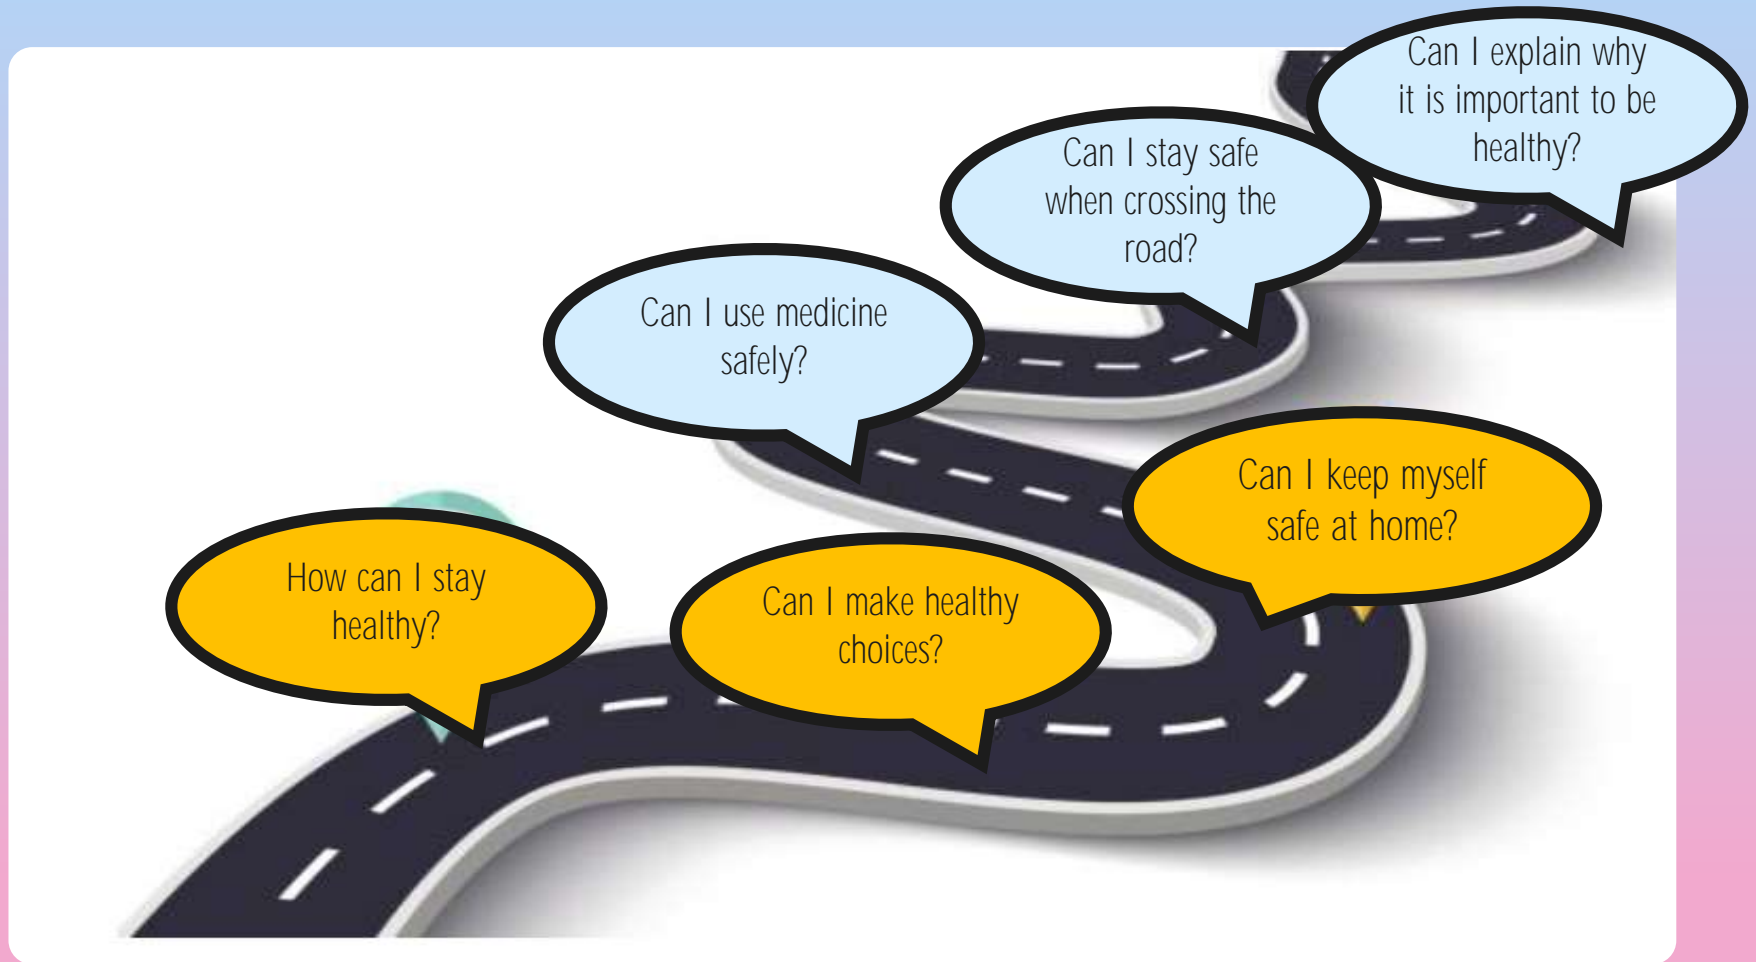 Can I explain why
it is important to be
healthy?
Can I stay safe
when crossing the
road?
Can I use medicine
safely?
Can I keep myself
safe at home?
How can I stay
healthy?
Can I make healthy
choices?